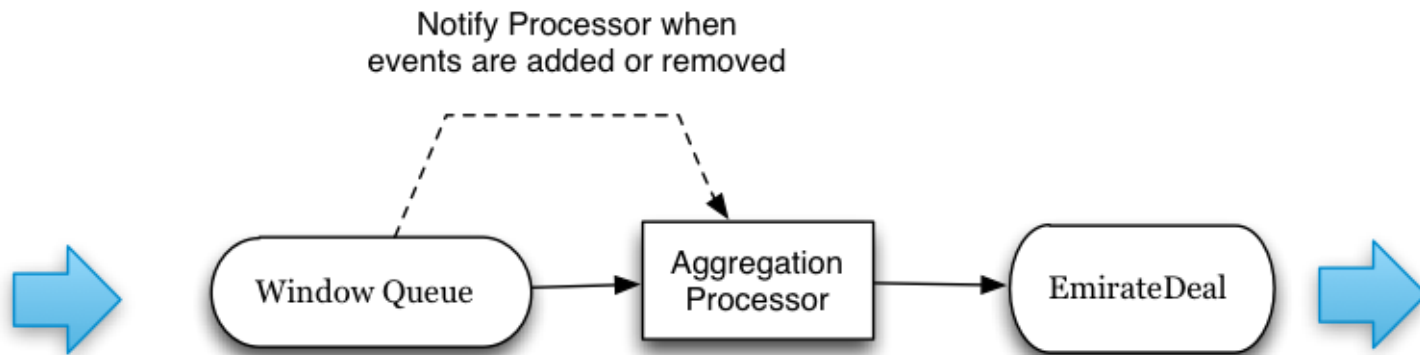 Notify Processor when
events are added or removed
Window Queue
Aggregation
Processor
EmirateDeal